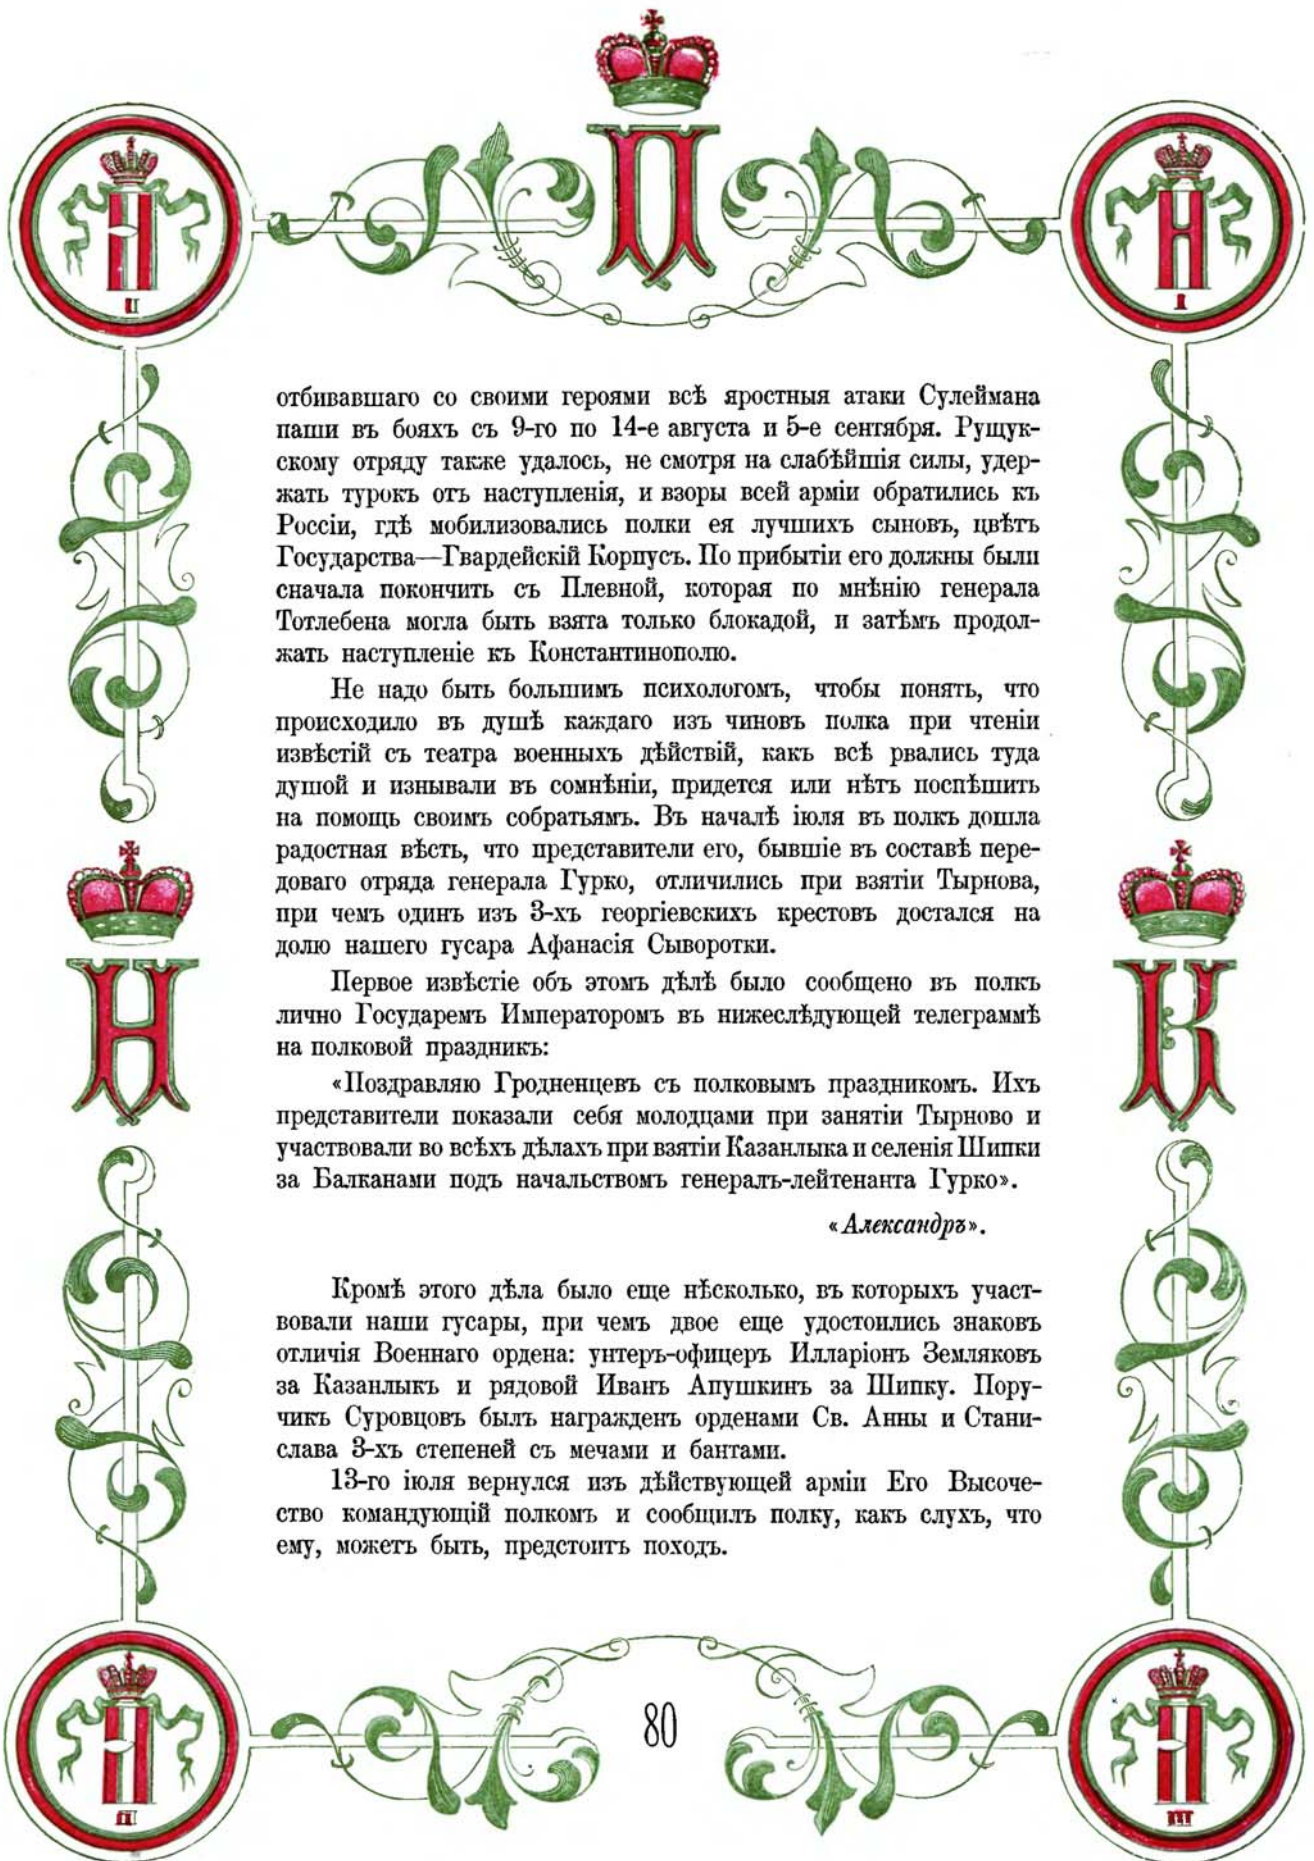 П
II
I
отбивавшаго со своими героями всѣ яростныя атаки Сулеймана
паши въ бояхъ съ 9-го по 14-е августа и 5-е сентября. Рущук-
скому отряду также удалось, не смотря на слабѣйшія силы, удер-
жать турокъ отъ наступленія, и взоры всей арміи обратились къ
Россіи, гдѣ мобилизовались полки ея лучшихъ сыновъ, цвѣтъ
Государства—Гвардейскій Корпусъ. По прибытіи его должны были
сначала покончить съ Плевной, которая по мнѣнію генерала
Тотлебена могла быть взята только блокадой, и затѣмъ продол-
жать наступленіе къ Константинополю.
Не надо быть большимъ психологомъ, чтобы понять, что
происходило въ душѣ каждаго изъ чиновъ полка при чтеніи
извѣстій съ театра военныхъ дѣйствій, какъ всѣ рвались туда
душой и изнывали въ сомнѣніи, придется или нѣтъ поспѣшить
на помощь своимъ собратьямъ. Въ началѣ іюля въ полкъ дошла
радостная вѣсть, что представители его, бывшіе въ составѣ пере-
доваго отряда генерала Гурко, отличились при взятіи Тырнова,
при чемъ одинъ изъ 3-хъ георгіевскихъ крестовъ достался на
долю нашего гусара Афанасія Сыворотки.
Первое извѣстіе объ этомъ дѣлѣ было сообщено въ полкъ
лично Государемъ Императоромъ въ нижеслѣдующей телеграммѣ
на полковой праздникъ:
«Поздравляю Гродненцевъ съ полковымъ праздникомъ. Ихъ
представители показали себя молодцами при занятіи Тырново и
участвовали во всѣхъ дѣлахъ при взятіи Казанлыка и селенія Шипки
за Балканами подъ начальствомъ генералъ-лейтенанта Гурко».
«Александръ».
Н
К
Кромѣ этого дѣла было еще нѣсколько, въ которыхъ участ-
вовали наши гусары, при чемъ двое еще удостоились знаковъ
отличія Военнаго ордена: унтеръ-офицеръ Илларіонъ Земляковъ
за Казанлыкъ и рядовой Иванъ Апушкинъ за Шипку. Пору-
чикъ Суровцовъ былъ награжденъ орденами Св. Анны и Стани-
слава 3-хъ степеней съ мечами и бантами.
13-го іюля вернулся изъ дѣйствующей арміи Его Высоче-
ство командующій полкомъ и сообщилъ полку, какъ слухъ, что
ему, можетъ быть, предстоитъ походъ.
80
III